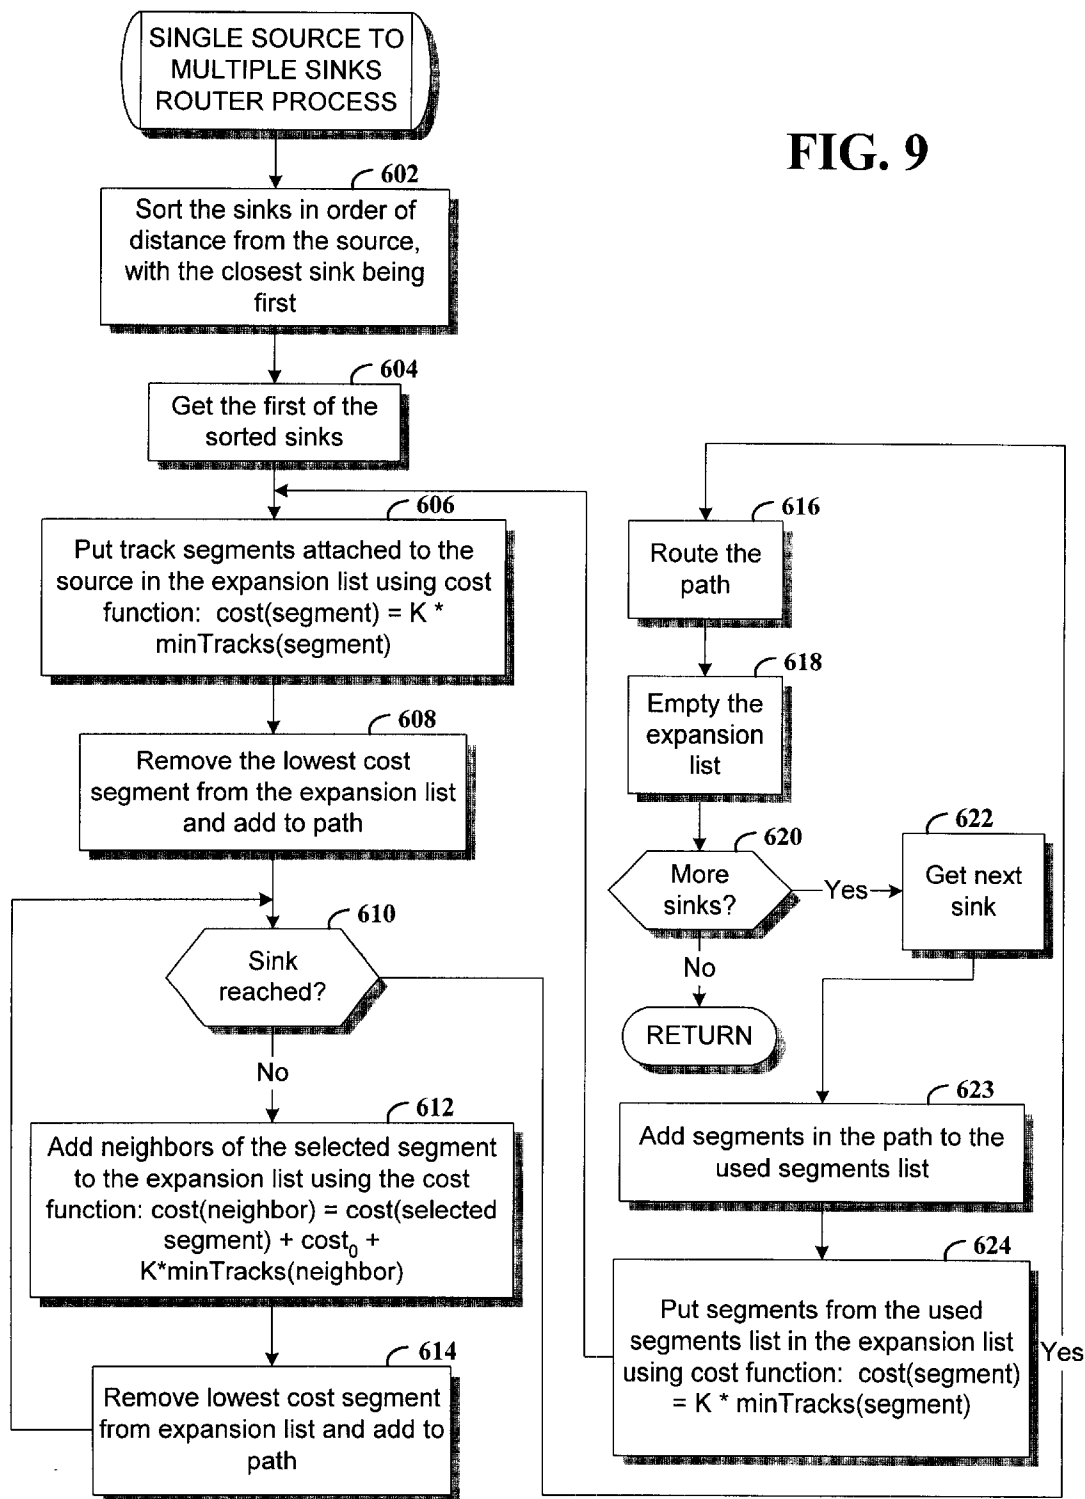 SINGLE SOURCE TO
MULTIPLE SINKS
ROUTER PROCESS
FIG. 9
602
Sort the sinks in order of
distance from the source,
with the closest sink being
first
604
Get the first of the
sorted sinks
606
Put track segments attached to the
source in the expansion list using cost
function: cost(segment) = K *
minTracks(segment)
608
Remove the lowest cost
segment from the expansion list
and add to path
610
Sink
reached?
No
612
Add neighbors of the selected segment
to the expansion list using the cost
function: cost(neighbor) = cost(selected
segment) + cost₀ +
K*minTracks(neighbor)
614
Remove lowest cost segment
from expansion list and add to
path
616
Route the
path
618
Empty the
expansion
list
620
More
sinks?
Yes
622
Get next
sink
No
RETURN
623
Add segments in the path to the
used segments list
624
Put segments from the used
segments list in the expansion list
using cost function: cost(segment)
= K * minTracks(segment)
Yes